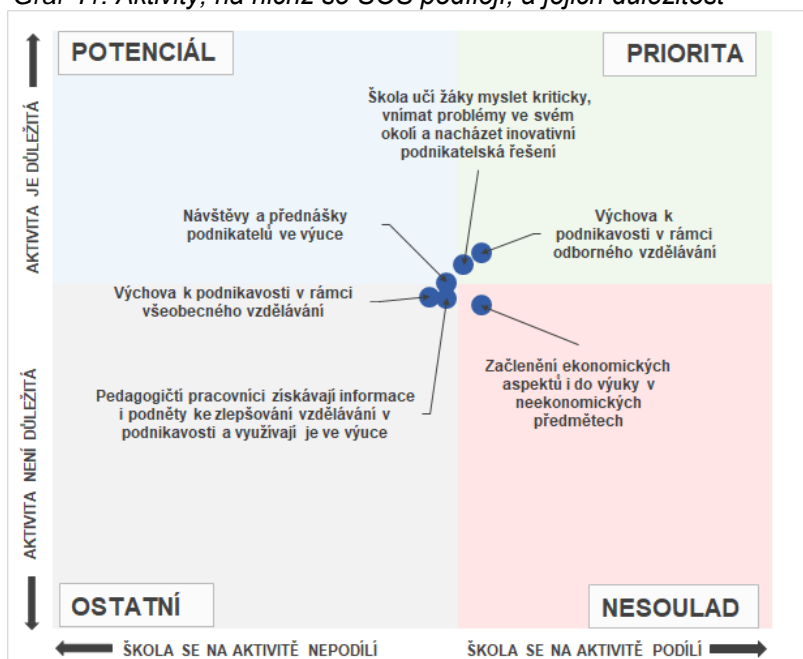 Graf 11: Aktivity, na nichž se SOŠ podílejí, a jejich důležitost
POTENCIÁL
PRIORITA
Škola učí žáky myslet kriticky,
vnímat problémy ve svém
okolí a nacházet inovativní
podnikatelská řešení
AKTIVITA JE DŮLEŽITÁ
Návštěvy a přednášky
podnikatelů ve výuce
Výchova k
podnikavosti v rámci
odborného vzdělávání
Výchova k podnikavosti v rámci
všeobecného vzdělávání
Začlenění ekonomických
aspektů i do výuky v
neekonomických
předmětech
Pedagogičtí pracovníci získávají informace
i podněty ke zlepšování vzdělávání v
podnikavosti a využívají je ve výuce
AKTIVITA NENÍ DŮLEŽITÁ
OSTATNÍ
NESOULAD
ŠKOLA SE NA AKTIVITĚ NEPODÍLÍ
ŠKOLA SE NA AKTIVITĚ PODÍLÍ